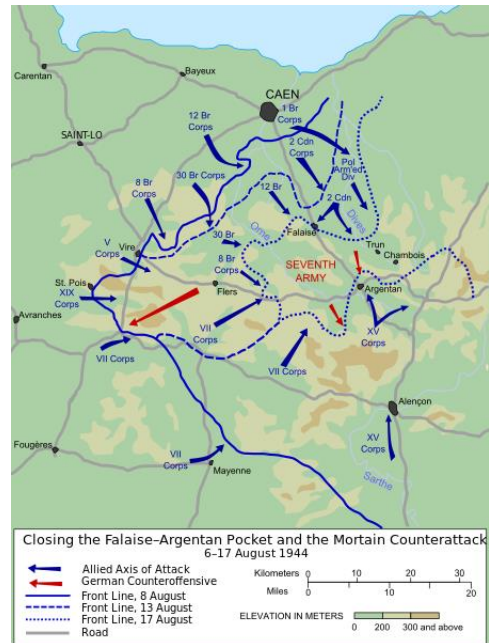 Carentan
Bayeux
CAEN
1 Br
Corps
12 Br
Corps
2 Cdn
Corps
SAINT-LO
Pol
Arm'ed
Div
8 Br
Corps
30 Br Corps
12 Br
2 Cdn
Dives
Orne
Falaise
V
Corps
Vire
30 Br
Trun
Chambois
8 Br
Corps
SEVENTH
ARMY
St. Pois
XIX
Corps
Flers
Argentan
Avranches
VII Corps
VII
Corps
XV
Corps
VII Corps
Alençon
Fougères
VII
Corps
Mayenne
XV
Corps
Sarthe
Closing the Falaise–Argentan Pocket and the Mortain Counterattack
6–17 August 1944
Allied Axis of Attack
German Counteroffensive
Front Line, 8 August
Front Line, 13 August
Front Line, 17 August
Road
Kilometers
0 10 20 30
Miles
0 10 20
ELEVATION IN METERS
0 200 300 and above